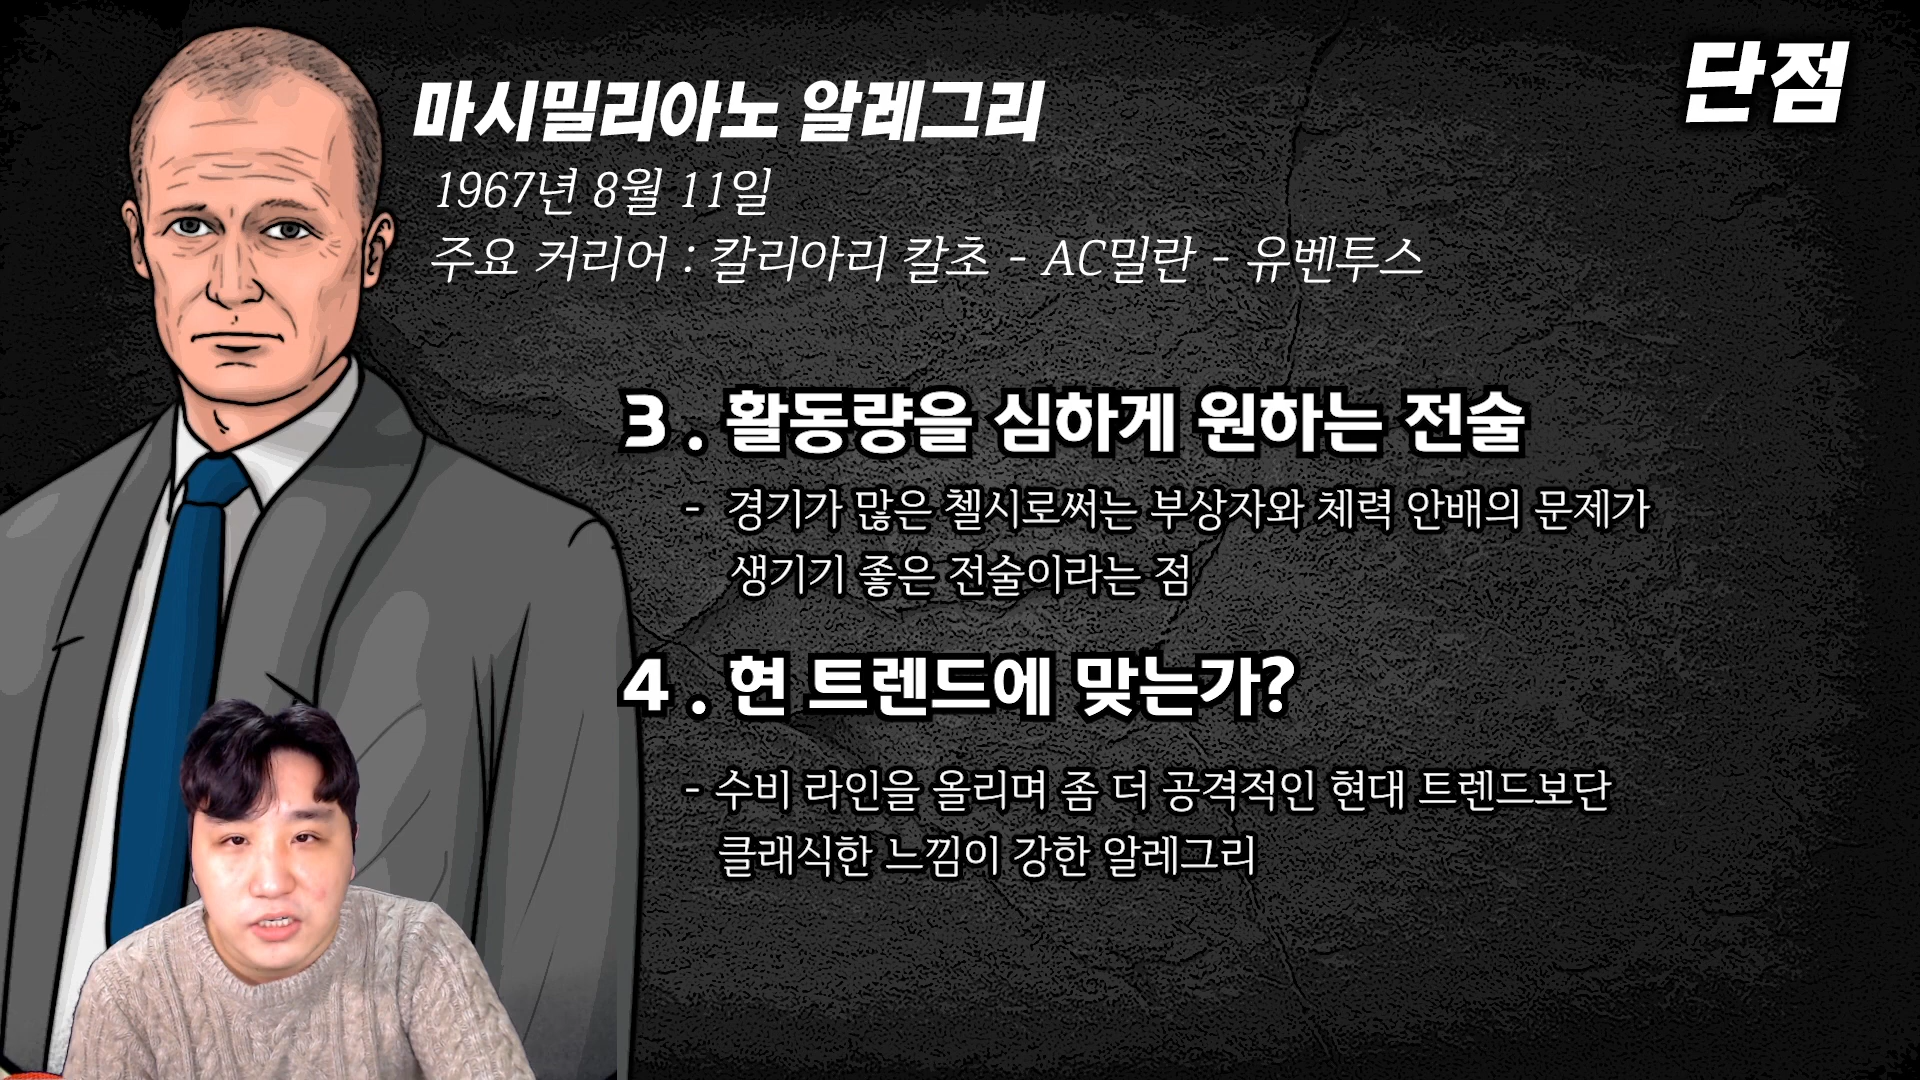 단점
마시밀리아노 알레그리
1967년 8월 11일
주요 커리어 : 칼리아리 칼초 - AC밀란 - 유벤투스
3 . 활동량을 심하게 원하는 전술
- 경기가 많은 첼시로써는 부상자와 체력 안배의 문제가
생기기 좋은 전술이라는 점
4 . 현 트렌드에 맞는가?
- 수비 라인을 올리며 좀 더 공격적인 현대 트렌드보단
클래식한 느낌이 강한 알레그리